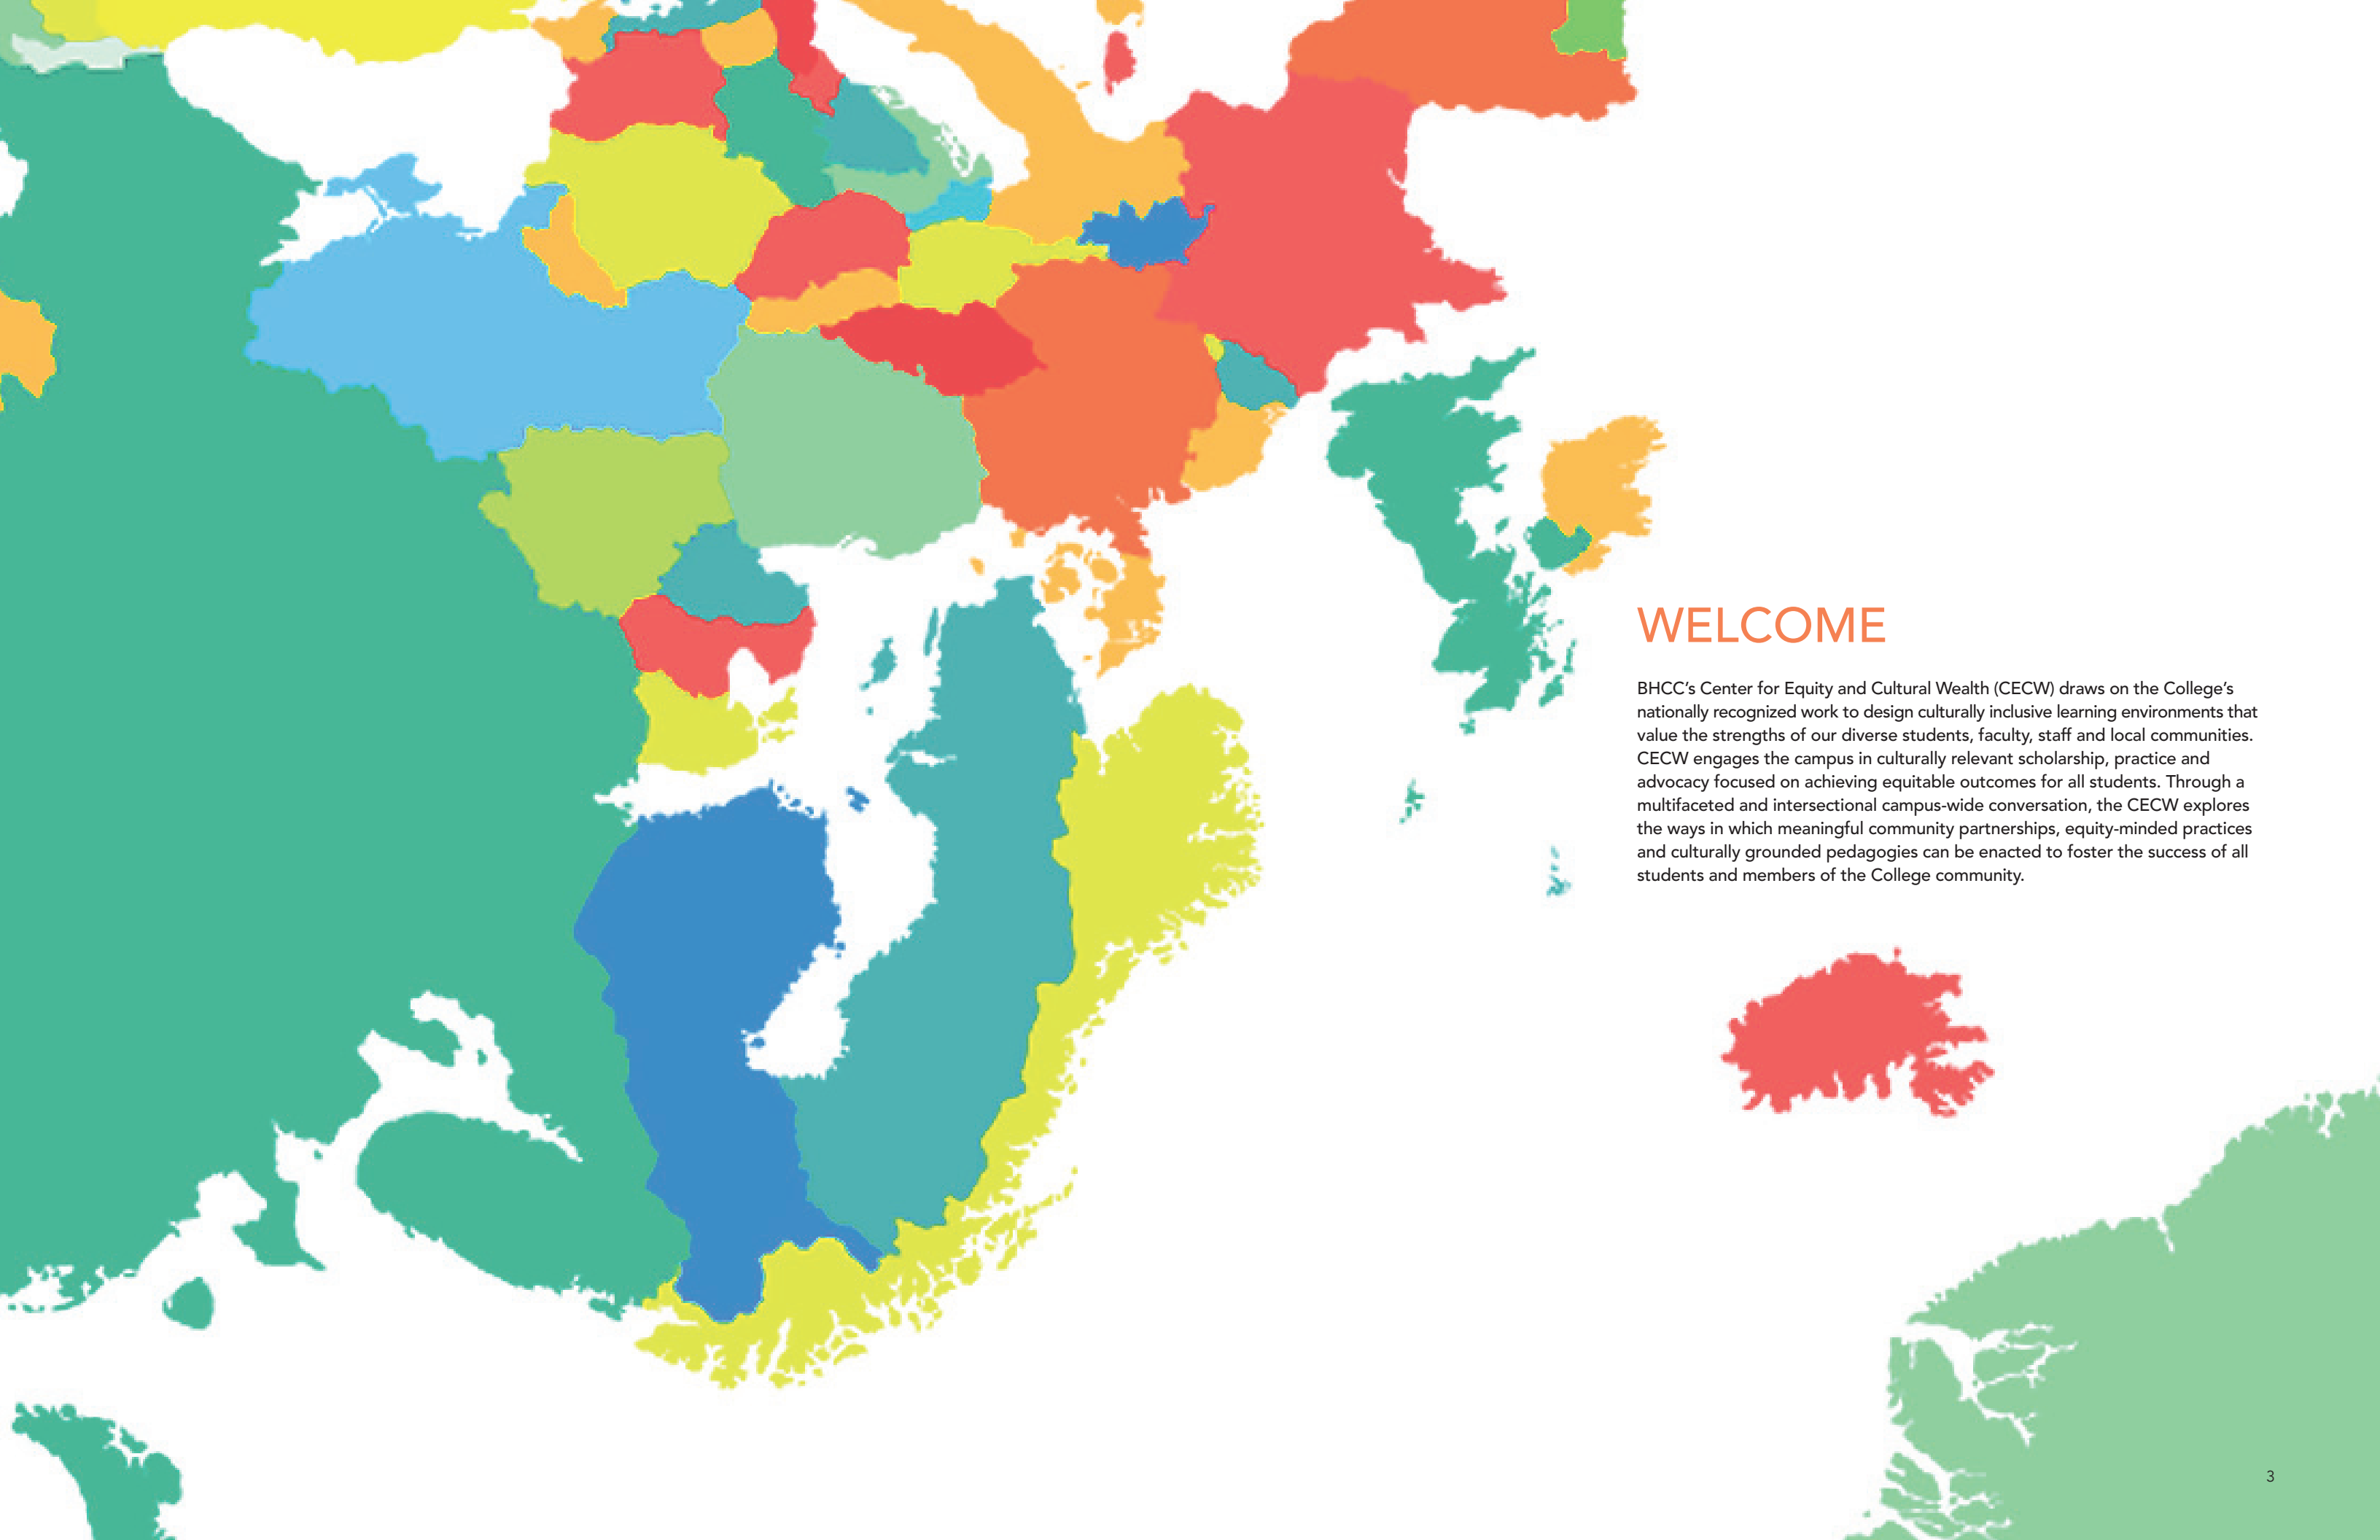 WELCOME
BHCC’s Center for Equity and Cultural Wealth (CECW) draws on the College’s
nationally recognized work to design culturally inclusive learning environments that
value the strengths of our diverse students, faculty, staff and local communities.
CECW engages the campus in culturally relevant scholarship, practice and
advocacy focused on achieving equitable outcomes for all students. Through a
multifaceted and intersectional campus-wide conversation, the CECW explores
the ways in which meaningful community partnerships, equity-minded practices
and culturally grounded pedagogies can be enacted to foster the success of all
students and members of the College community.
3